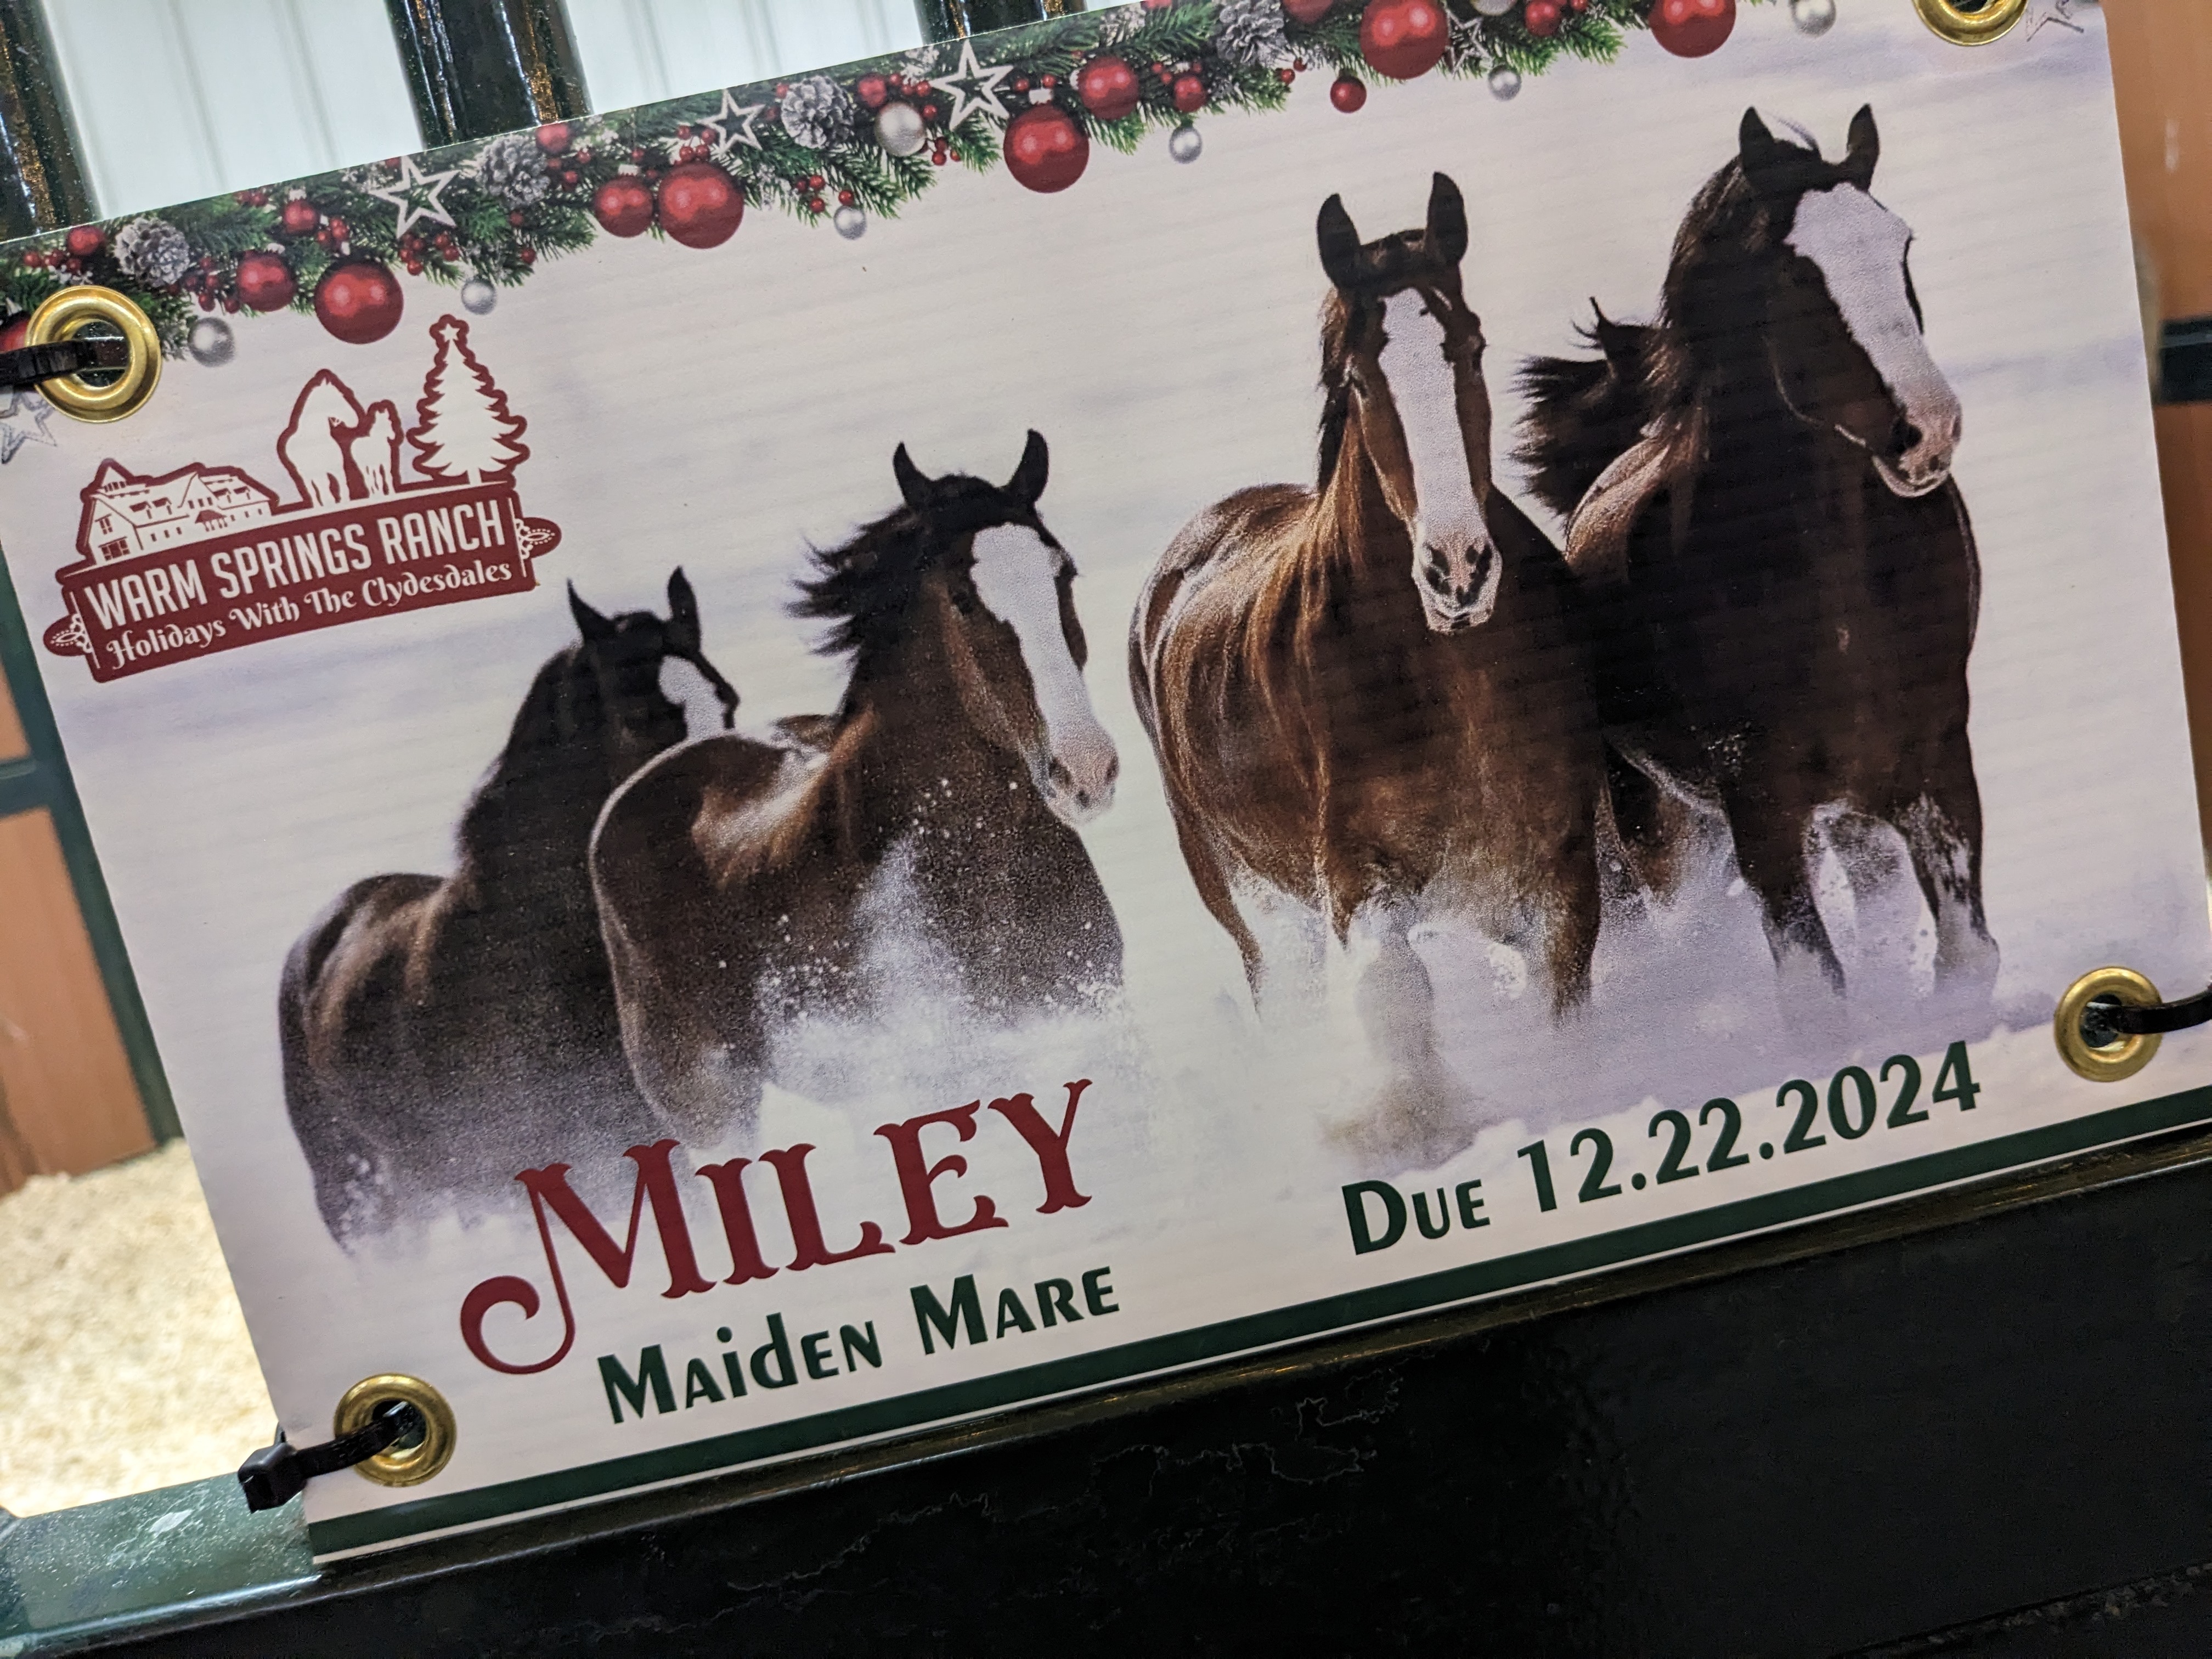 WARM SPRINGS RANCH
Holidays With The Clydesdales
MILEY
MAIDEN MARE
DUE 12.22.2024